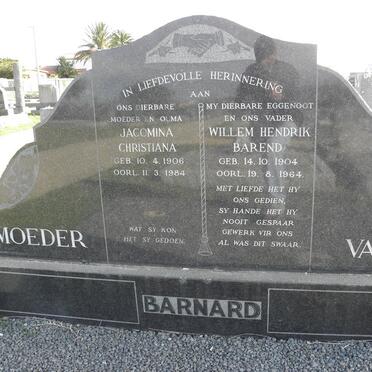 IN LIEFDEVOLLE HERINNERING
AAN
ONS DIERBARE
MOEDER EN OUMA
JACOMINA
CHRISTIANA
GEB. 10. 4. 1906
OORL. 11. 3. 1984
WAT SY KON
HET SY GEDOEN.
MY DIERBARE EGGENOOT
EN ONS VADER
WILLEM HENDRIK
BAREND
GEB. 14. 10. 1904
OORL. 19. 8. 1964.
MET LIEFDE HET HY
ONS GEDIEN,
SY HANDE HET HY
NOOIT GESPAAR
GEWERK VIR ONS
AL WAS DIT SWAAR.
MOEDER
VA
BARNARD